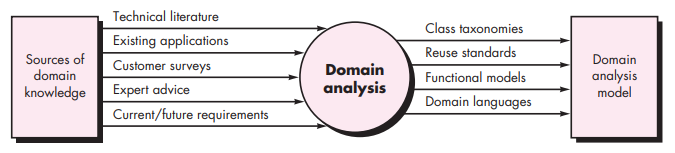 Sources of
domain
knowledge
Technical literature
Existing applications
Customer surveys
Expert advice
Current/future requirements
Domain
analysis
Class taxonomies
Reuse standards
Functional models
Domain languages
Domain
analysis
model